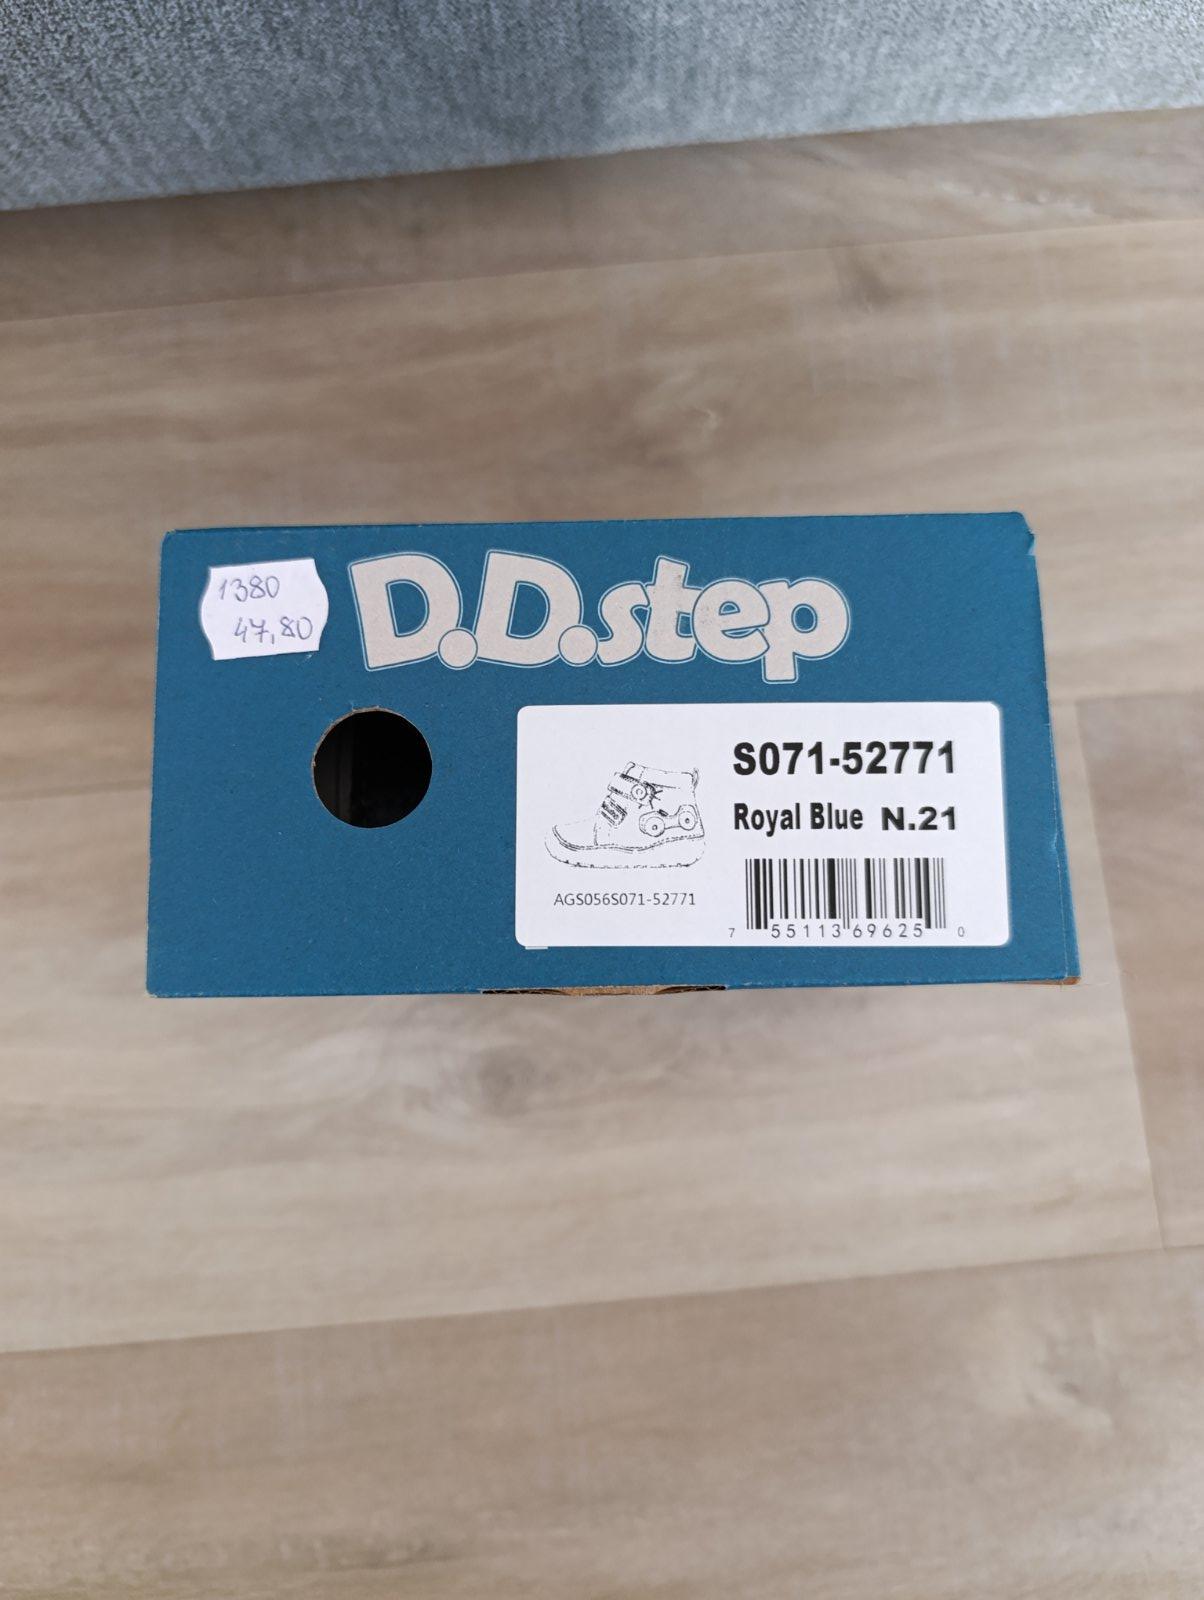 1380
47,80
D.D.step
S071-52771
Royal Blue N.21
AGS056S071-52771
7 55113 69625 0